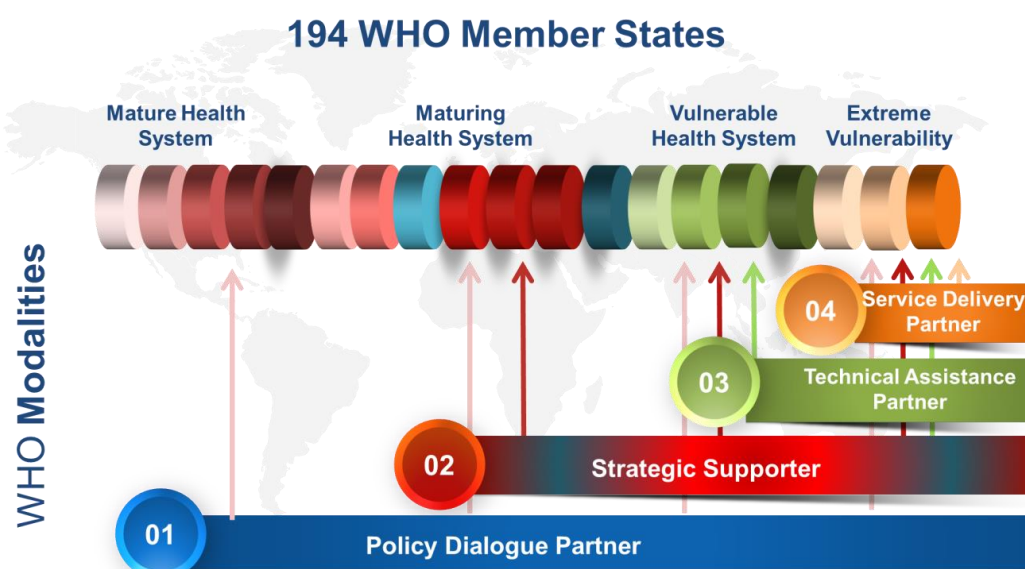 194 WHO Member States
Mature Health
System
Maturing
Health System
Vulnerable
Health System
Extreme
Vulnerability
WHO Modalities
04
Service Delivery
Partner
03
Technical Assistance
Partner
02
Strategic Supporter
01
Policy Dialogue Partner